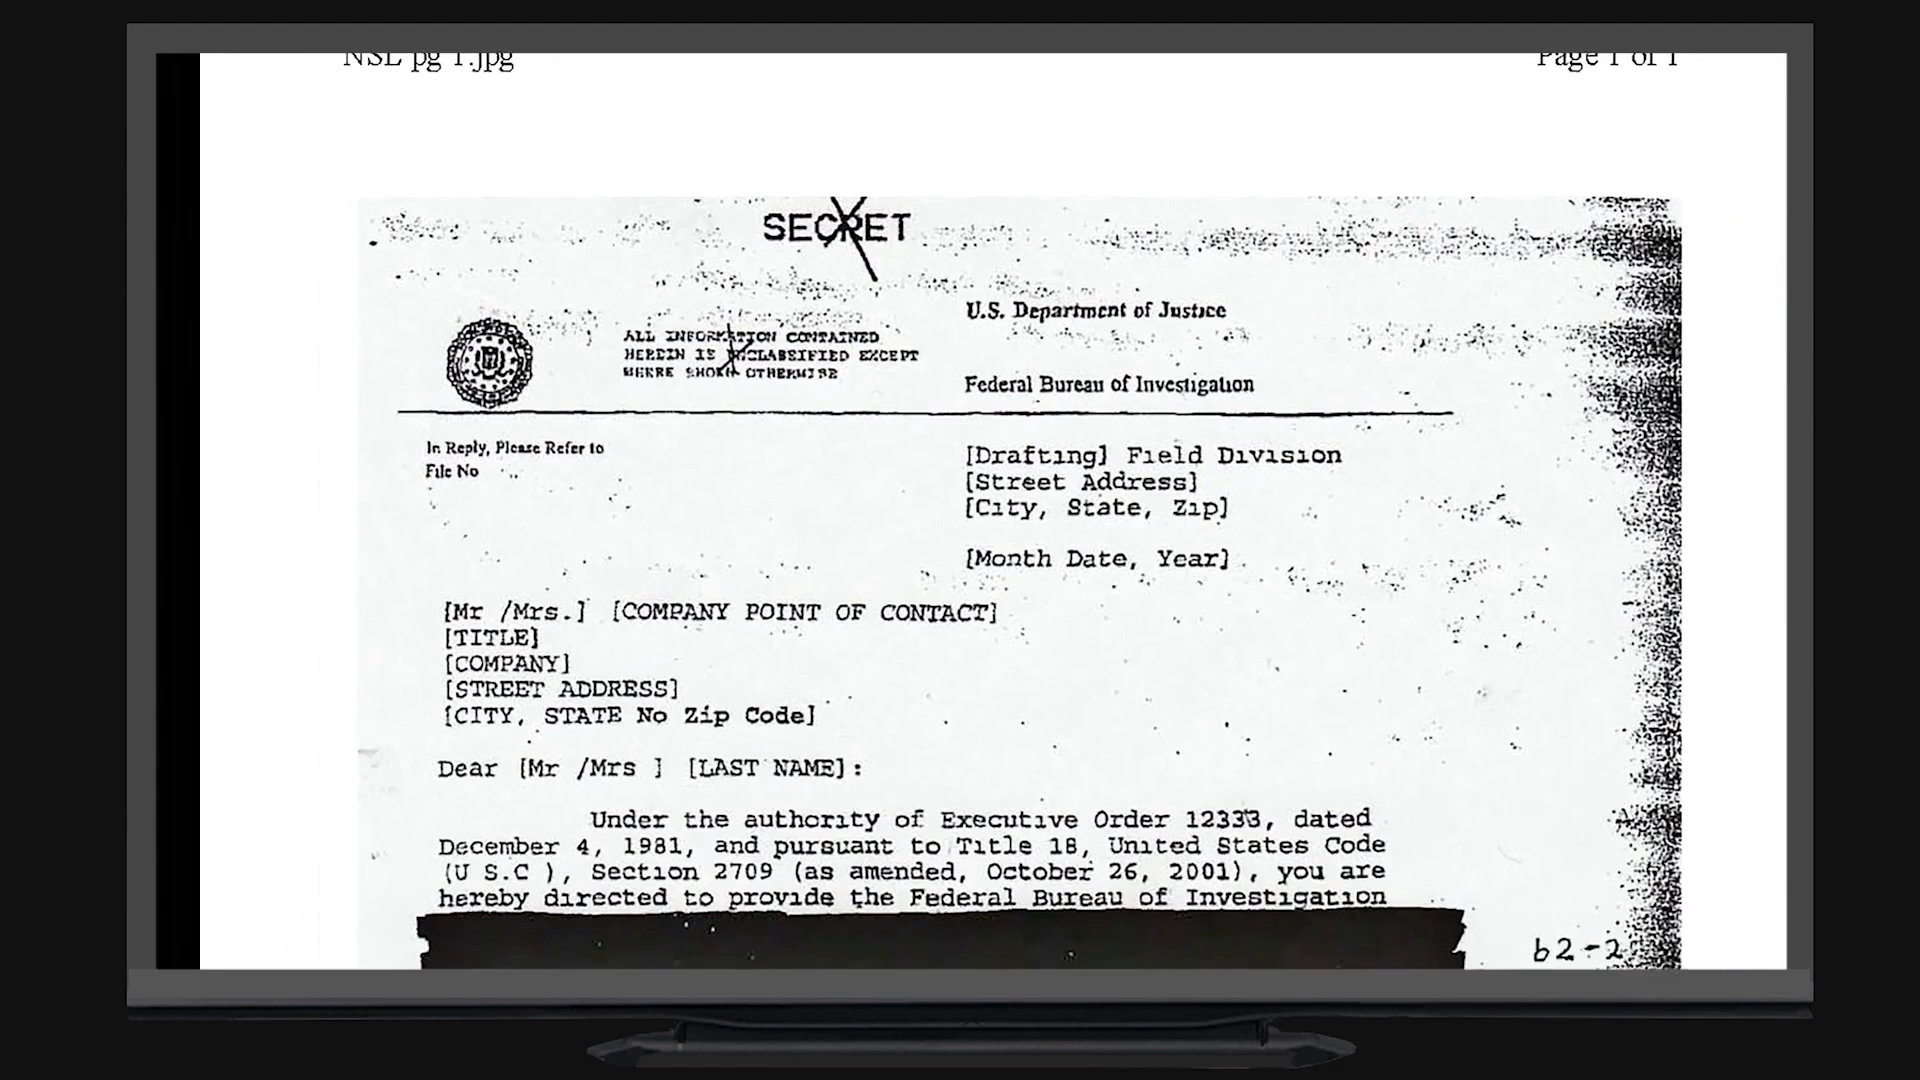 NSL pg 1.jpg
Page 1 of 1
SECRET
U.S. Department of Justice
ALL INFORMATION CONTAINED
HEREIN IS UNCLASSIFIED EXCEPT
WHERE SHOWN OTHERWISE
Federal Bureau of Investigation
In Reply, Please Refer to
File No
[Drafting] Field Division
[Street Address]
[City, State, Zip]
[Month Date, Year]
[Mr /Mrs.] [COMPANY POINT OF CONTACT]
[TITLE]
[COMPANY]
[STREET ADDRESS]
[CITY, STATE No Zip Code]
Dear [Mr /Mrs ] [LAST NAME]:
Under the authority of Executive Order 12333, dated
December 4, 1981, and pursuant to Title 18, United States Code
(U S.C ), Section 2709 (as amended, October 26, 2001), you are
hereby directed to provide the Federal Bureau of Investigation
b2-2